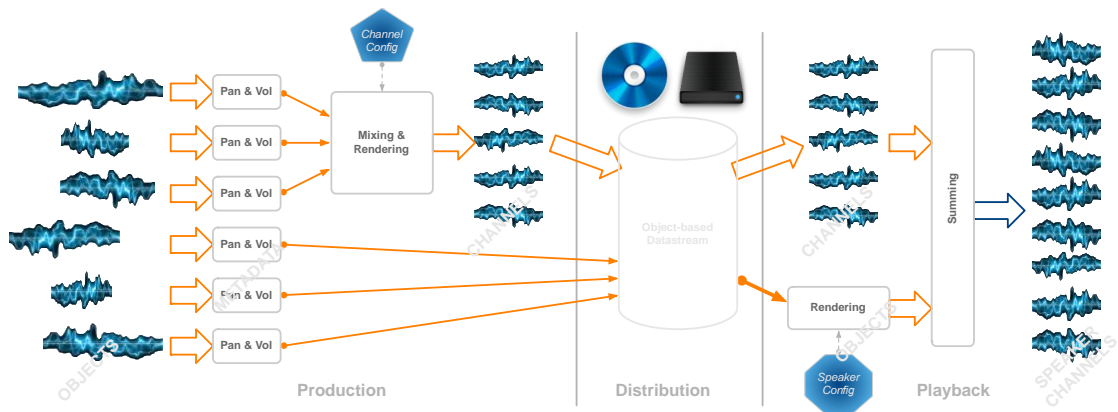 Channel
Config
Pan & Vol
Pan & Vol
Pan & Vol
Pan & Vol
Pan & Vol
Pan & Vol
Mixing &
Rendering
OBJECTS
METADATA
CHANNELS
Object-based
Datastream
CHANNELS
Rendering
OBJECTS
Speaker
Config
Summing
SPEAKER
CHANNELS
Production
Distribution
Playback